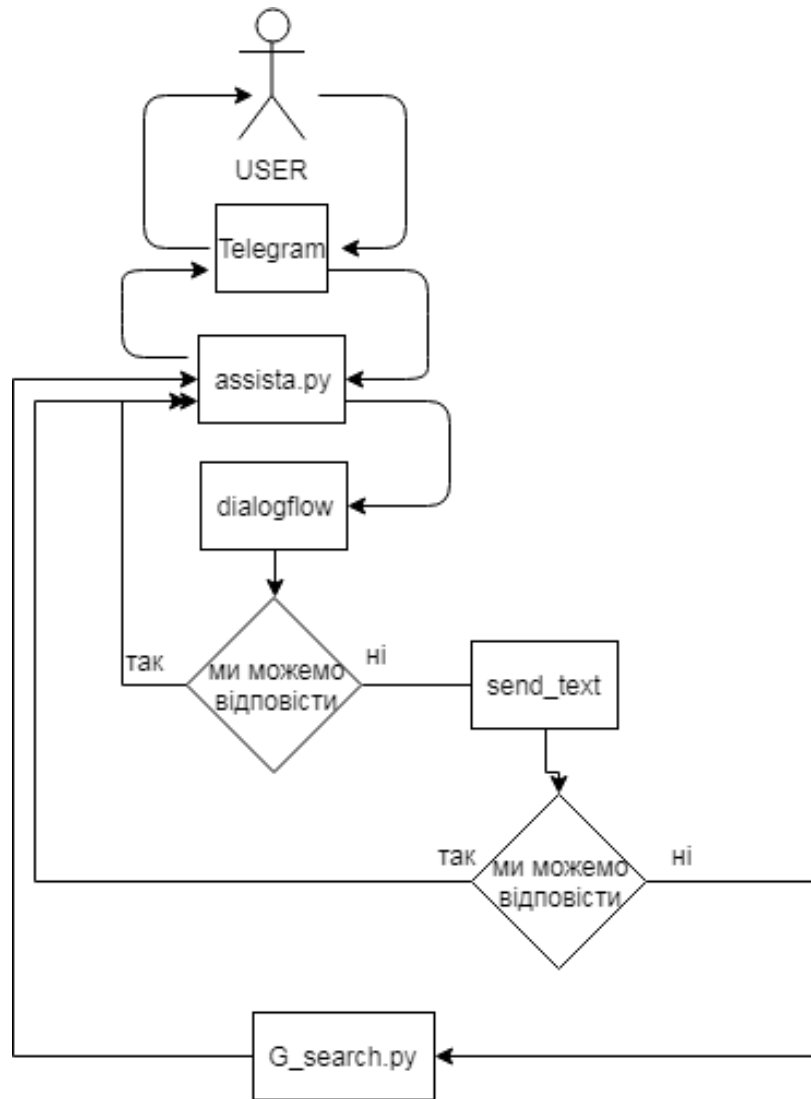 USER
Telegram
assista.py
dialogflow
так
ми можемо
відповісти
ні
send_text
так
ми можемо
відповісти
ні
G_search.py